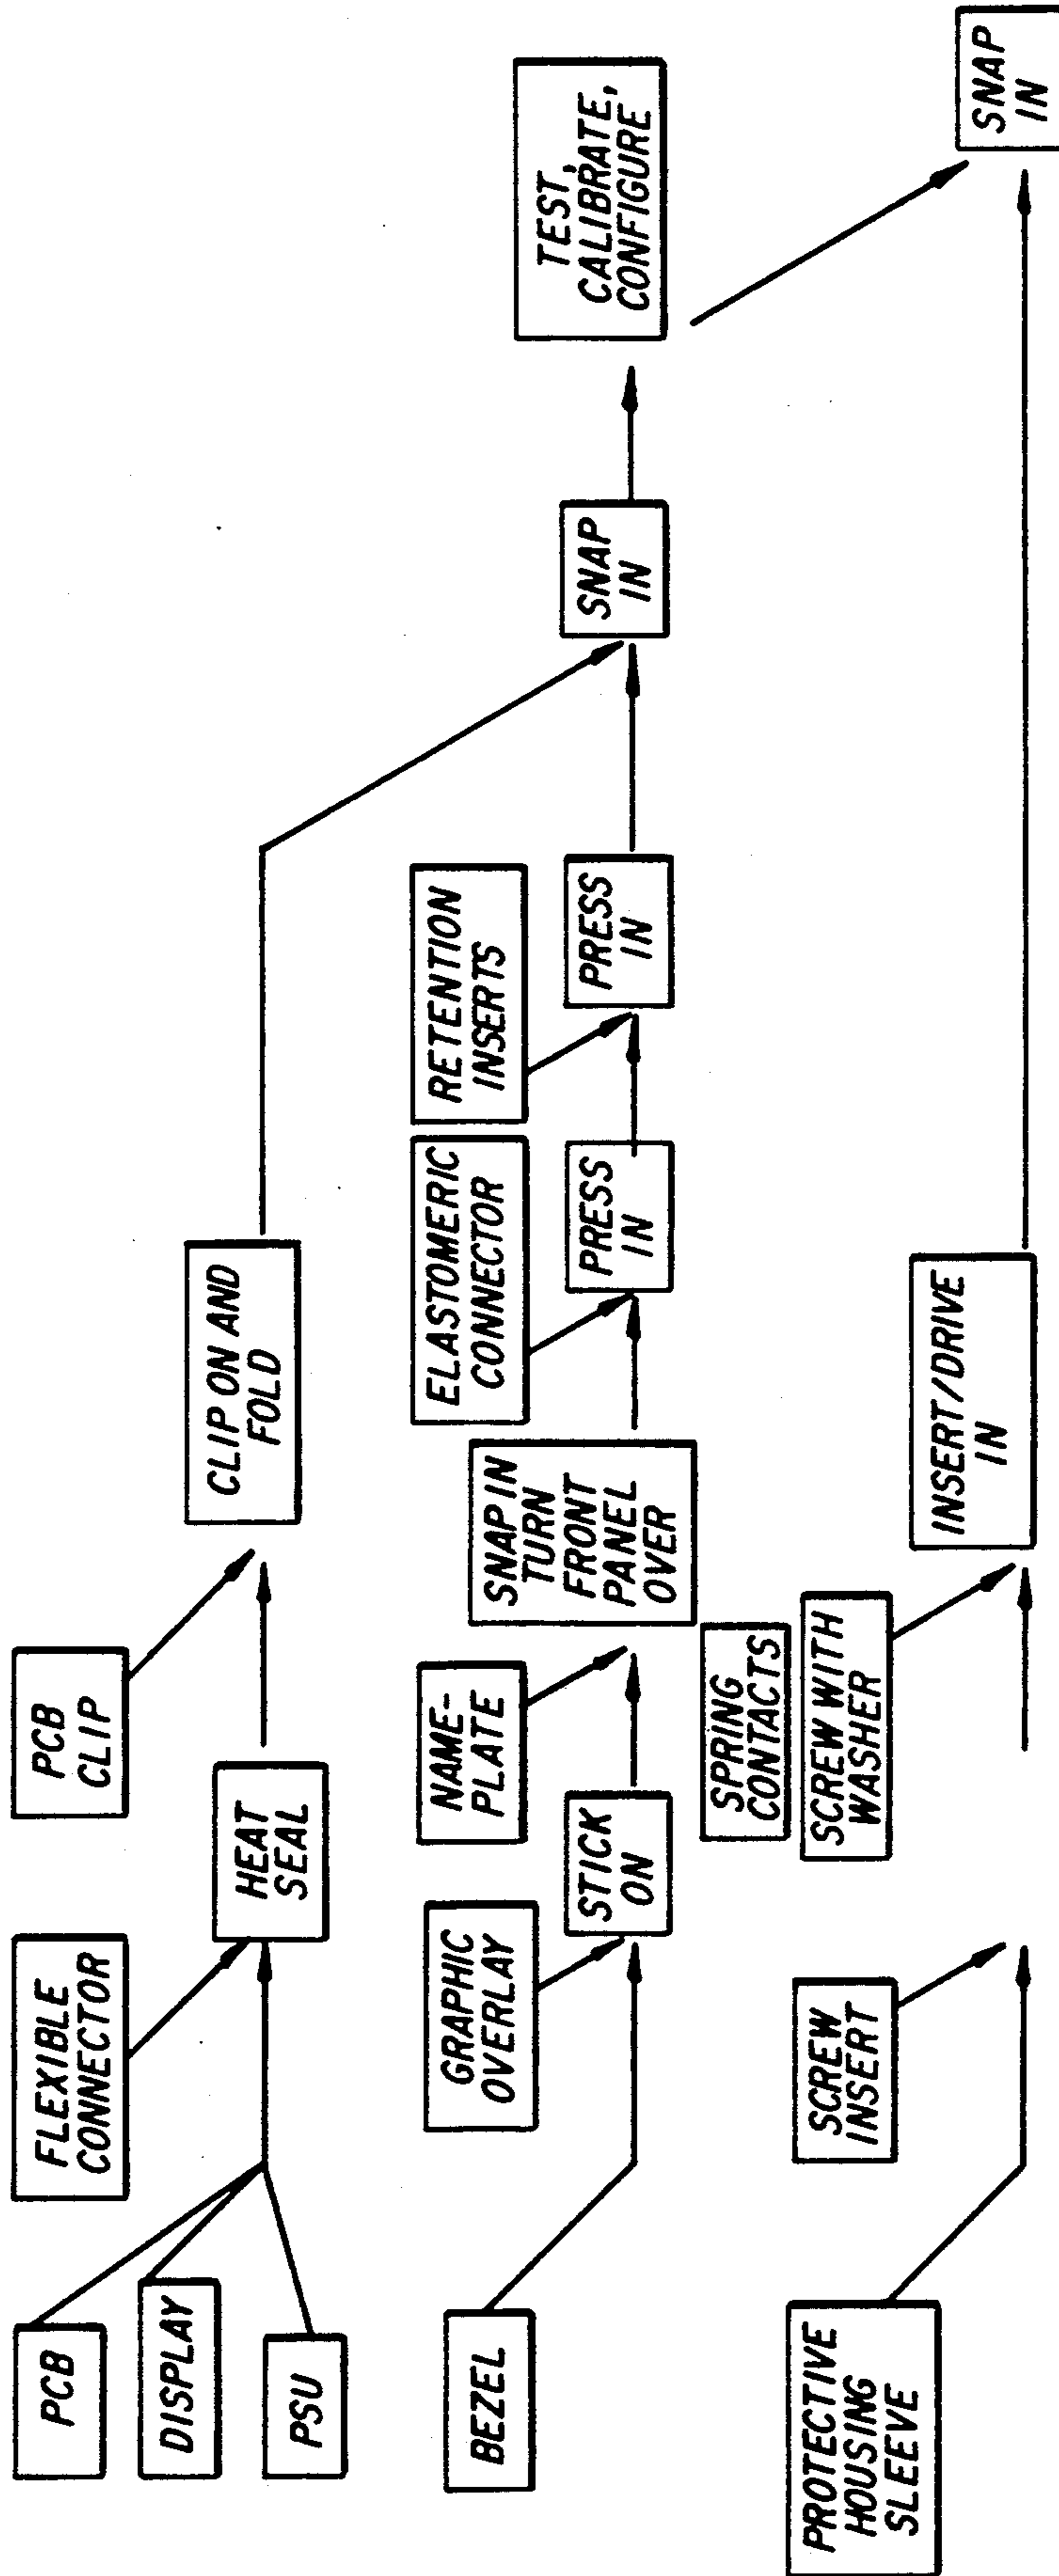 PCB
DISPLAY
PSU
FLEXIBLE
CONNECTOR
HEAT
SEAL
PCB
CLIP
CLIP ON AND
FOLD
BEZEL
GRAPHIC
OVERLAY
STICK
ON
NAME-
PLATE
SNAP IN
TURN
FRONT
PANEL
OVER
ELASTOMERIC
CONNECTOR
PRESS
IN
RETENTION
INSERTS
PRESS
IN
SNAP
IN
TEST,
CALIBRATE,
CONFIGURE
PROTECTIVE
HOUSING
SLEEVE
SCREW
INSERT
SPRING
CONTACTS
SCREW WITH
WASHER
INSERT/DRIVE
IN
SNAP
IN